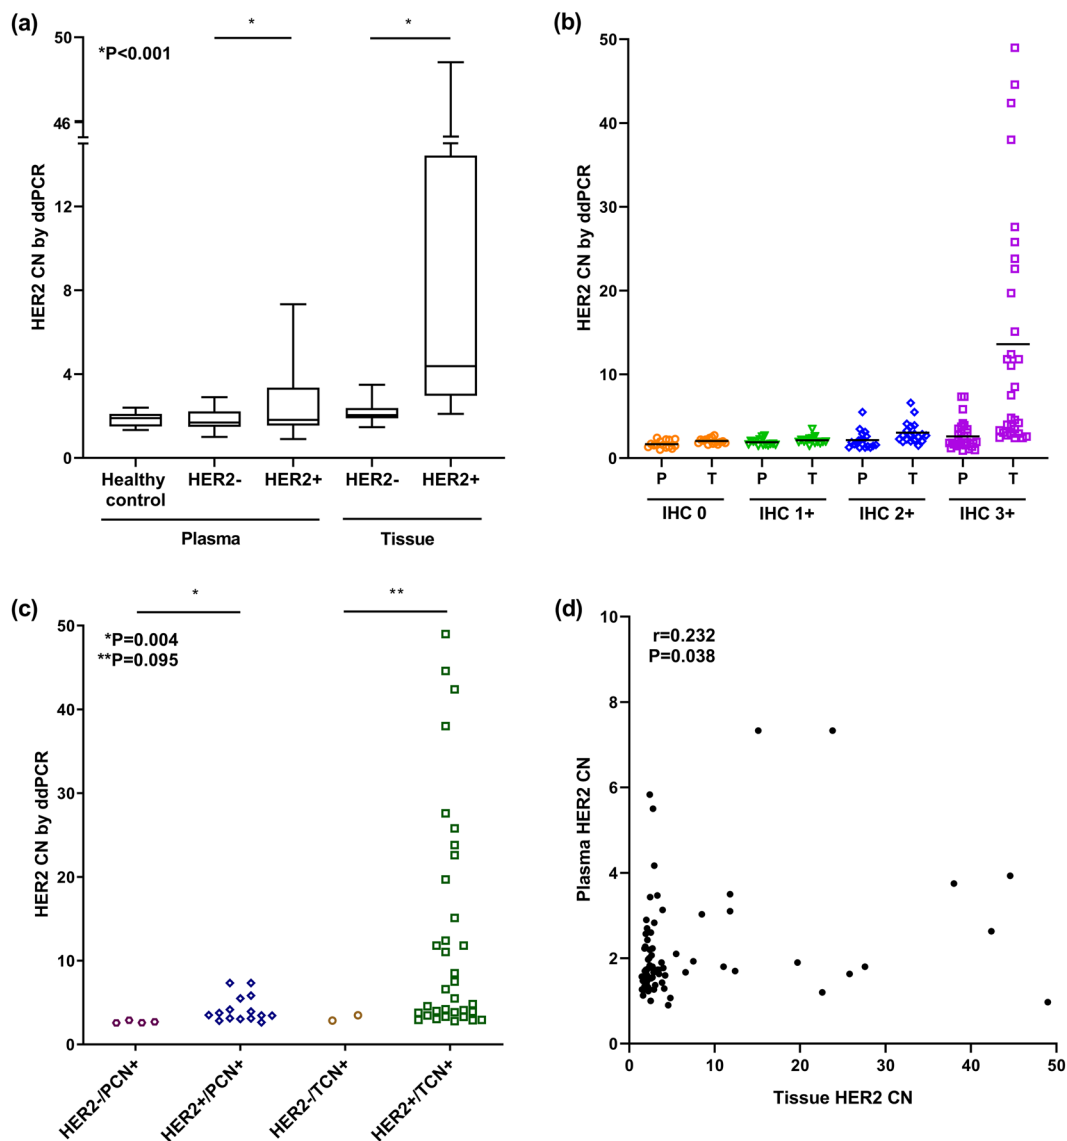 (a)
*
*
*P<0.001
HER2 CN by ddPCR
50
46
12
8
4
0
Healthy
control
HER2-
HER2+
HER2-
HER2+
Plasma
Tissue
(b)
HER2 CN by ddPCR
50
40
30
20
10
0
P
T
P
T
P
T
P
T
IHC 0
IHC 1+
IHC 2+
IHC 3+
(c)
*
**
*P=0.004
**P=0.095
HER2 CN by ddPCR
50
40
30
20
10
0
HER2-/PCN+
HER2+/PCN+
HER2-/TCN+
HER2+/TCN+
(d)
r=0.232
P=0.038
Plasma HER2 CN
10
8
6
4
2
0
0
10
20
30
40
50
Tissue HER2 CN